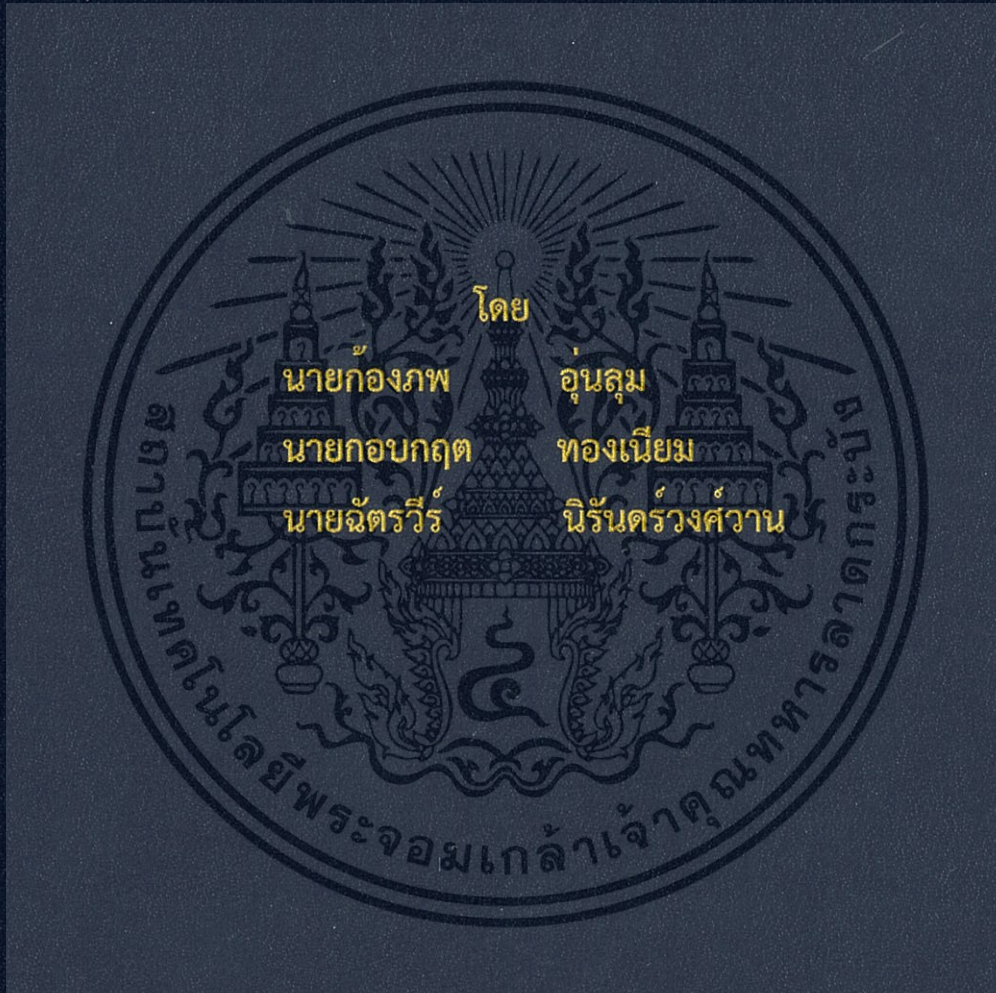 โดย
นายก้องภพ อุ่นลุม
นายกอบกฤต ทองเนียม
นายฉัตรวีร์ นิรันดร์วงศ์วาน
๔
สถาบันเทคโนโลยีพระจอมเกล้าเจ้าคุณทหารลาดกระบัง